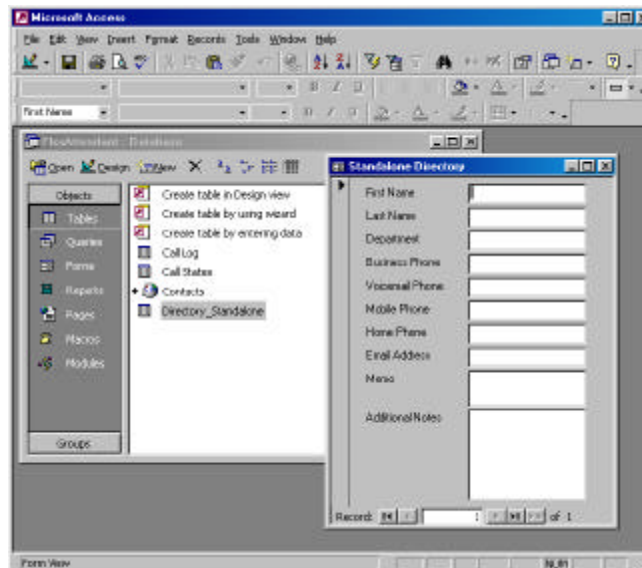 Microsoft Access
File Edit View Insert Format Records Tools Window Help
First Name
: Database
Open Design New
Objects
Tables
Queries
Forms
Reports
Pages
Macros
Modules
Groups
Create table in Design view
Create table by using wizard
Create table by entering data
Call Log
Call States
Contacts
Directory_Standalone
Standalone Directory
First Name
Last Name
Department
Business Phone
Voicemail Phone
Mobile Phone
Home Phone
Email Address
Memo
Additional Notes
Record: 1 of 1
Form View
NUM